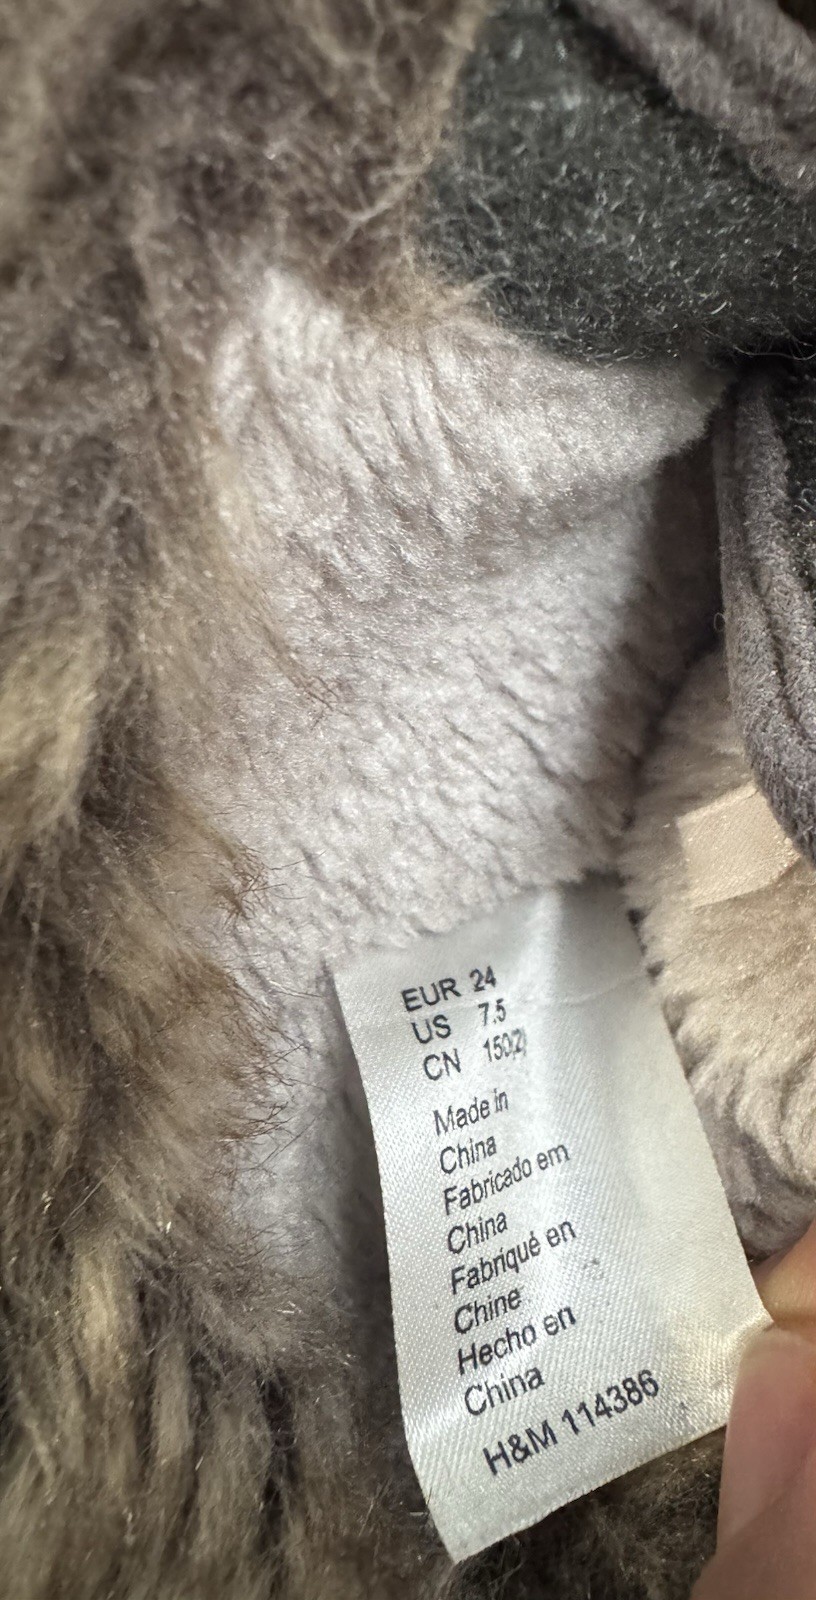 EUR 24
US 7.5
CN 150(2)
Made in
China
Fabricado em
China
Fabriqué en
Chine
Hecho en
China
H&M 114386